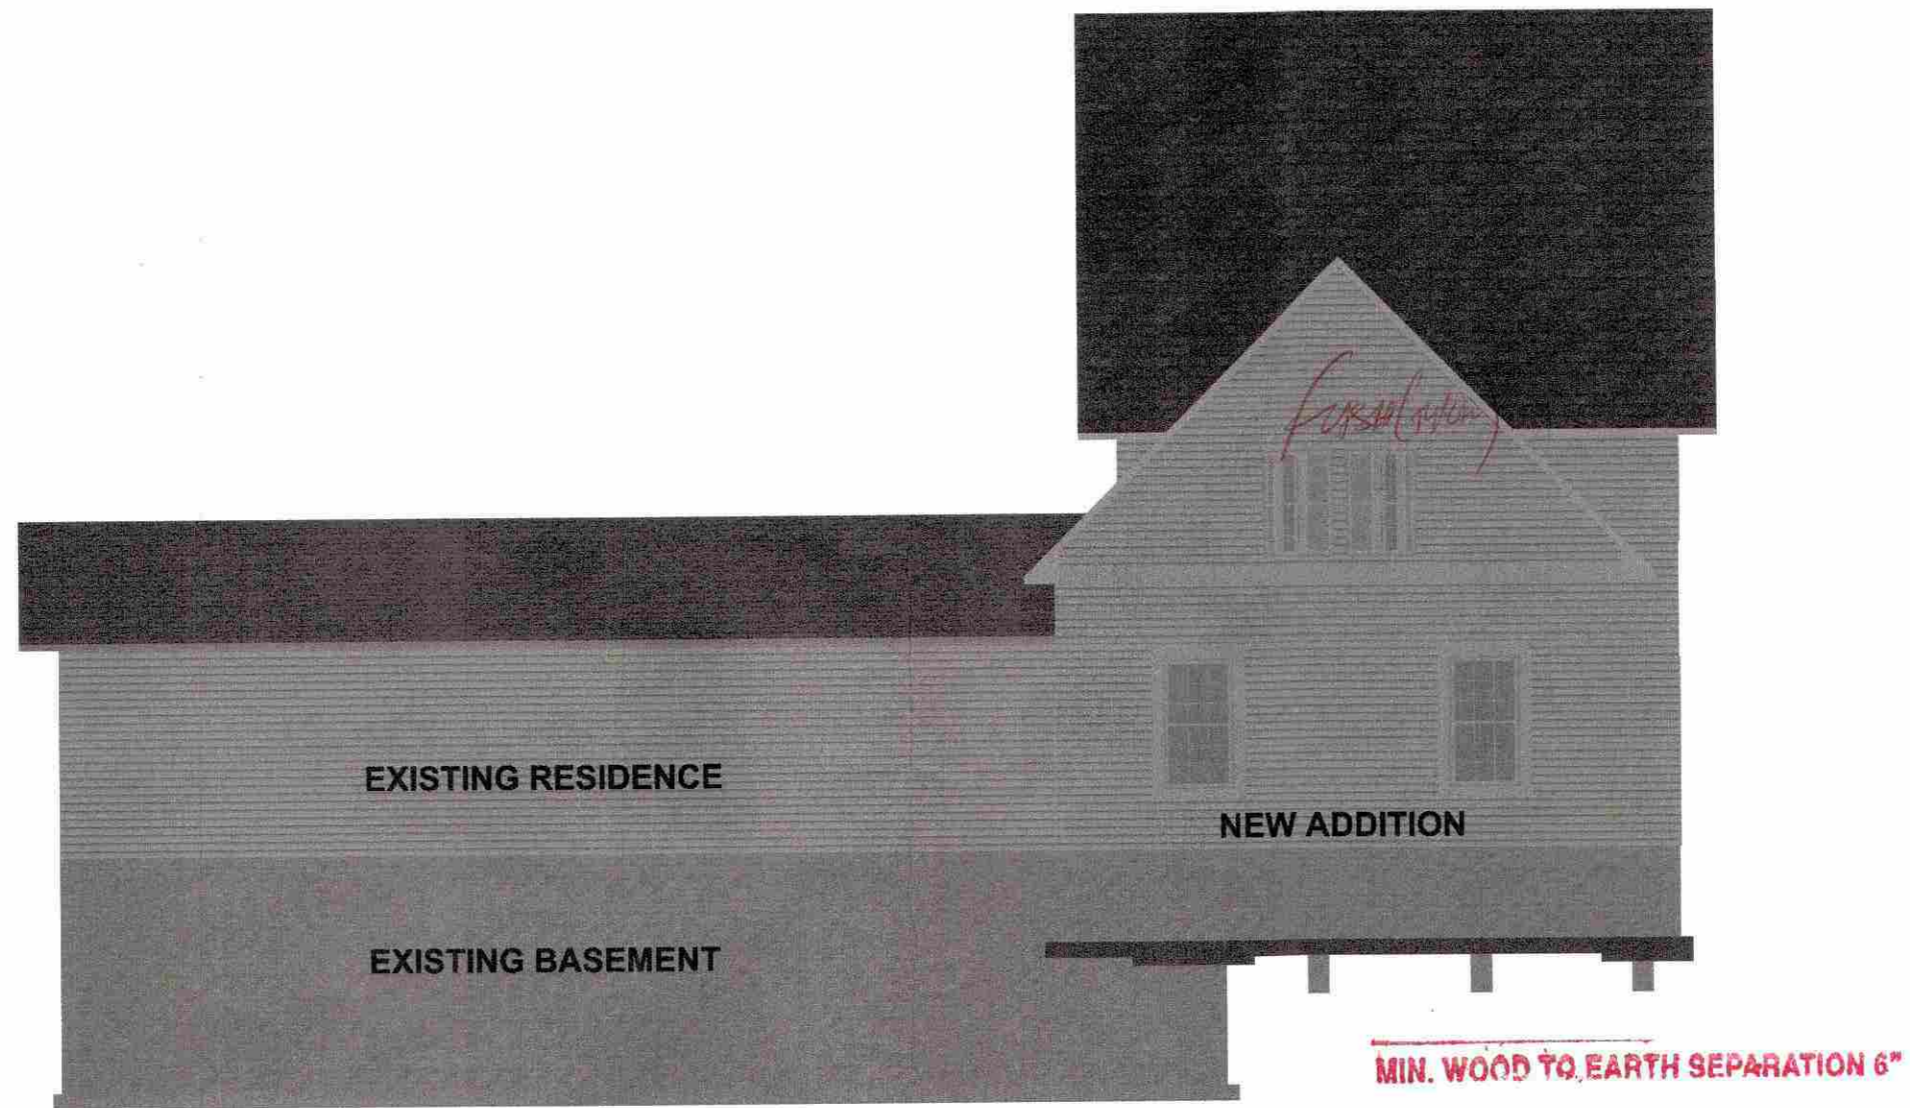 EXISTING RESIDENCE
NEW ADDITION
EXISTING BASEMENT
MIN. WOOD TO EARTH SEPARATION 6"